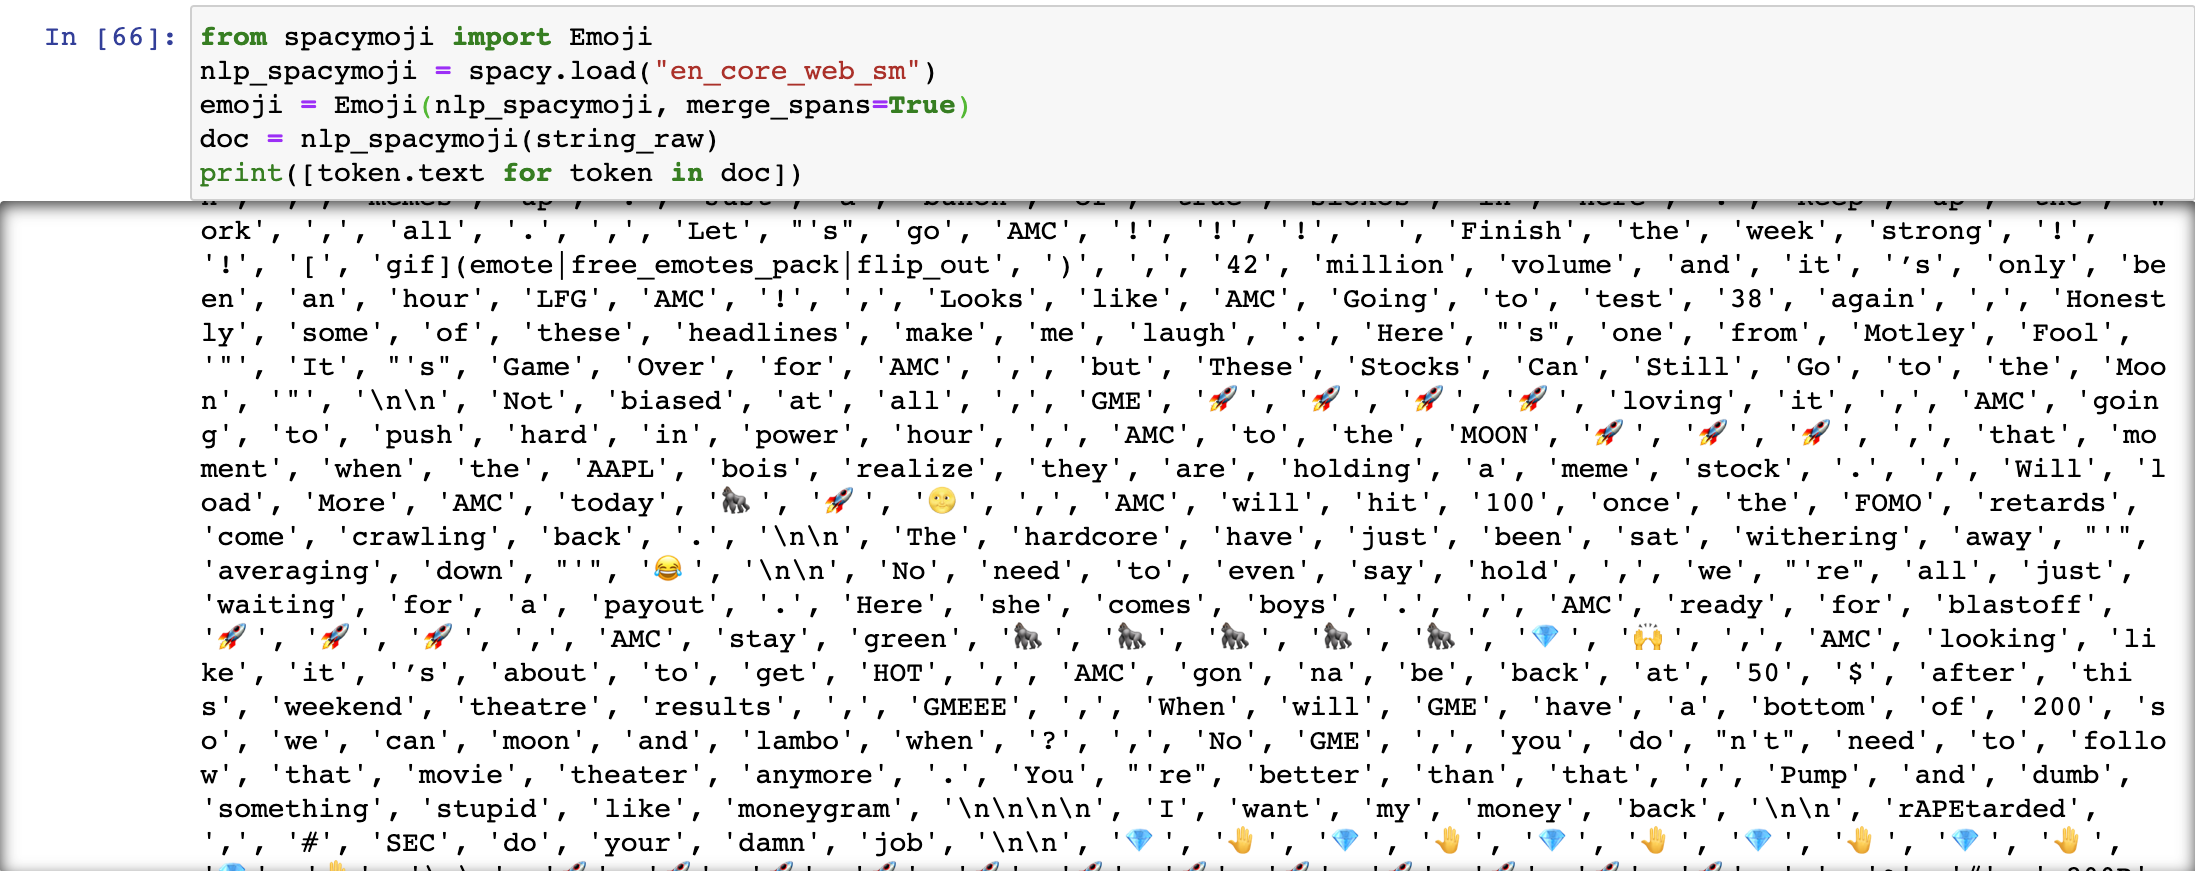 In [66]:
from spacymoji import Emoji
nlp_spacymoji = spacy.load("en_core_web_sm")
emoji = Emoji(nlp_spacymoji, merge_spans=True)
doc = nlp_spacymoji(string_raw)
print([token.text for token in doc])
ork', ',', 'all', '.', ',', 'Let', "'s", 'go', 'AMC', '!', '!', '!', ' ', 'Finish', 'the', 'week', 'strong', '!',
'!', '[', 'gif](emote|free_emotes_pack|flip_out', ')', ',', '42', 'million', 'volume', 'and', 'it', '’s', 'only', 'be
en', 'an', 'hour', 'LFG', 'AMC', '!', ',', 'Looks', 'like', 'AMC', 'Going', 'to', 'test', '38', 'again', ',', 'Honest
ly', 'some', 'of', 'these', 'headlines', 'make', 'me', 'laugh', '.', 'Here', "'s", 'one', 'from', 'Motley', 'Fool',
'"', 'It', "'s", 'Game', 'Over', 'for', 'AMC', ',', 'but', 'These', 'Stocks', 'Can', 'Still', 'Go', 'to', 'the', 'Moo
n', '"', '\n\n', 'Not', 'biased', 'at', 'all', ',', 'GME', '🚀', '🚀', '🚀', '🚀', 'loving', 'it', ',', 'AMC', 'goin
g', 'to', 'push', 'hard', 'in', 'power', 'hour', ',', 'AMC', 'to', 'the', 'MOON', '🚀', '🚀', '🚀', ',', 'that', 'mo
ment', 'when', 'the', 'AAPL', 'bois', 'realize', 'they', 'are', 'holding', 'a', 'meme', 'stock', '.', ',', 'Will', 'l
oad', 'More', 'AMC', 'today', '🦍', '🚀', '🌝', ',', 'AMC', 'will', 'hit', '100', 'once', 'the', 'FOMO', 'retards',
'come', 'crawling', 'back', '.', '\n\n', 'The', 'hardcore', 'have', 'just', 'been', 'sat', 'withering', 'away', "'",
'averaging', 'down', "'", '😂', '\n\n', 'No', 'need', 'to', 'even', 'say', 'hold', ',', 'we', "'re", 'all', 'just',
'waiting', 'for', 'a', 'payout', '.', 'Here', 'she', 'comes', 'boys', '.', ',', 'AMC', 'ready', 'for', 'blastoff',
'🚀', '🚀', '🚀', ',', 'AMC', 'stay', 'green', '🦍', '🦍', '🦍', '🦍', '🦍', '💎', '🙌', ',', 'AMC', 'looking', 'li
ke', 'it', '’s', 'about', 'to', 'get', 'HOT', ',', 'AMC', 'gon', 'na', 'be', 'back', 'at', '50', '$', 'after', 'thi
s', 'weekend', 'theatre', 'results', ',', 'GMEEE', ',', 'When', 'will', 'GME', 'have', 'a', 'bottom', 'of', '200', 's
o', 'we', 'can', 'moon', 'and', 'lambo', 'when', '?', ',', 'No', 'GME', ',', 'you', 'do', "n't", 'need', 'to', 'follo
w', 'that', 'movie', 'theater', 'anymore', '.', 'You', "'re", 'better', 'than', 'that', ',', 'Pump', 'and', 'dumb',
'something', 'stupid', 'like', 'moneygram', '\n\n\n\n', 'I', 'want', 'my', 'money', 'back', '\n\n', 'rAPEtarded',
',', '#', 'SEC', 'do', 'your', 'damn', 'job', '\n\n', '💎', '🤚', '💎', '🤚', '💎', '🤚', '💎', '🤚', '💎', '🤚',